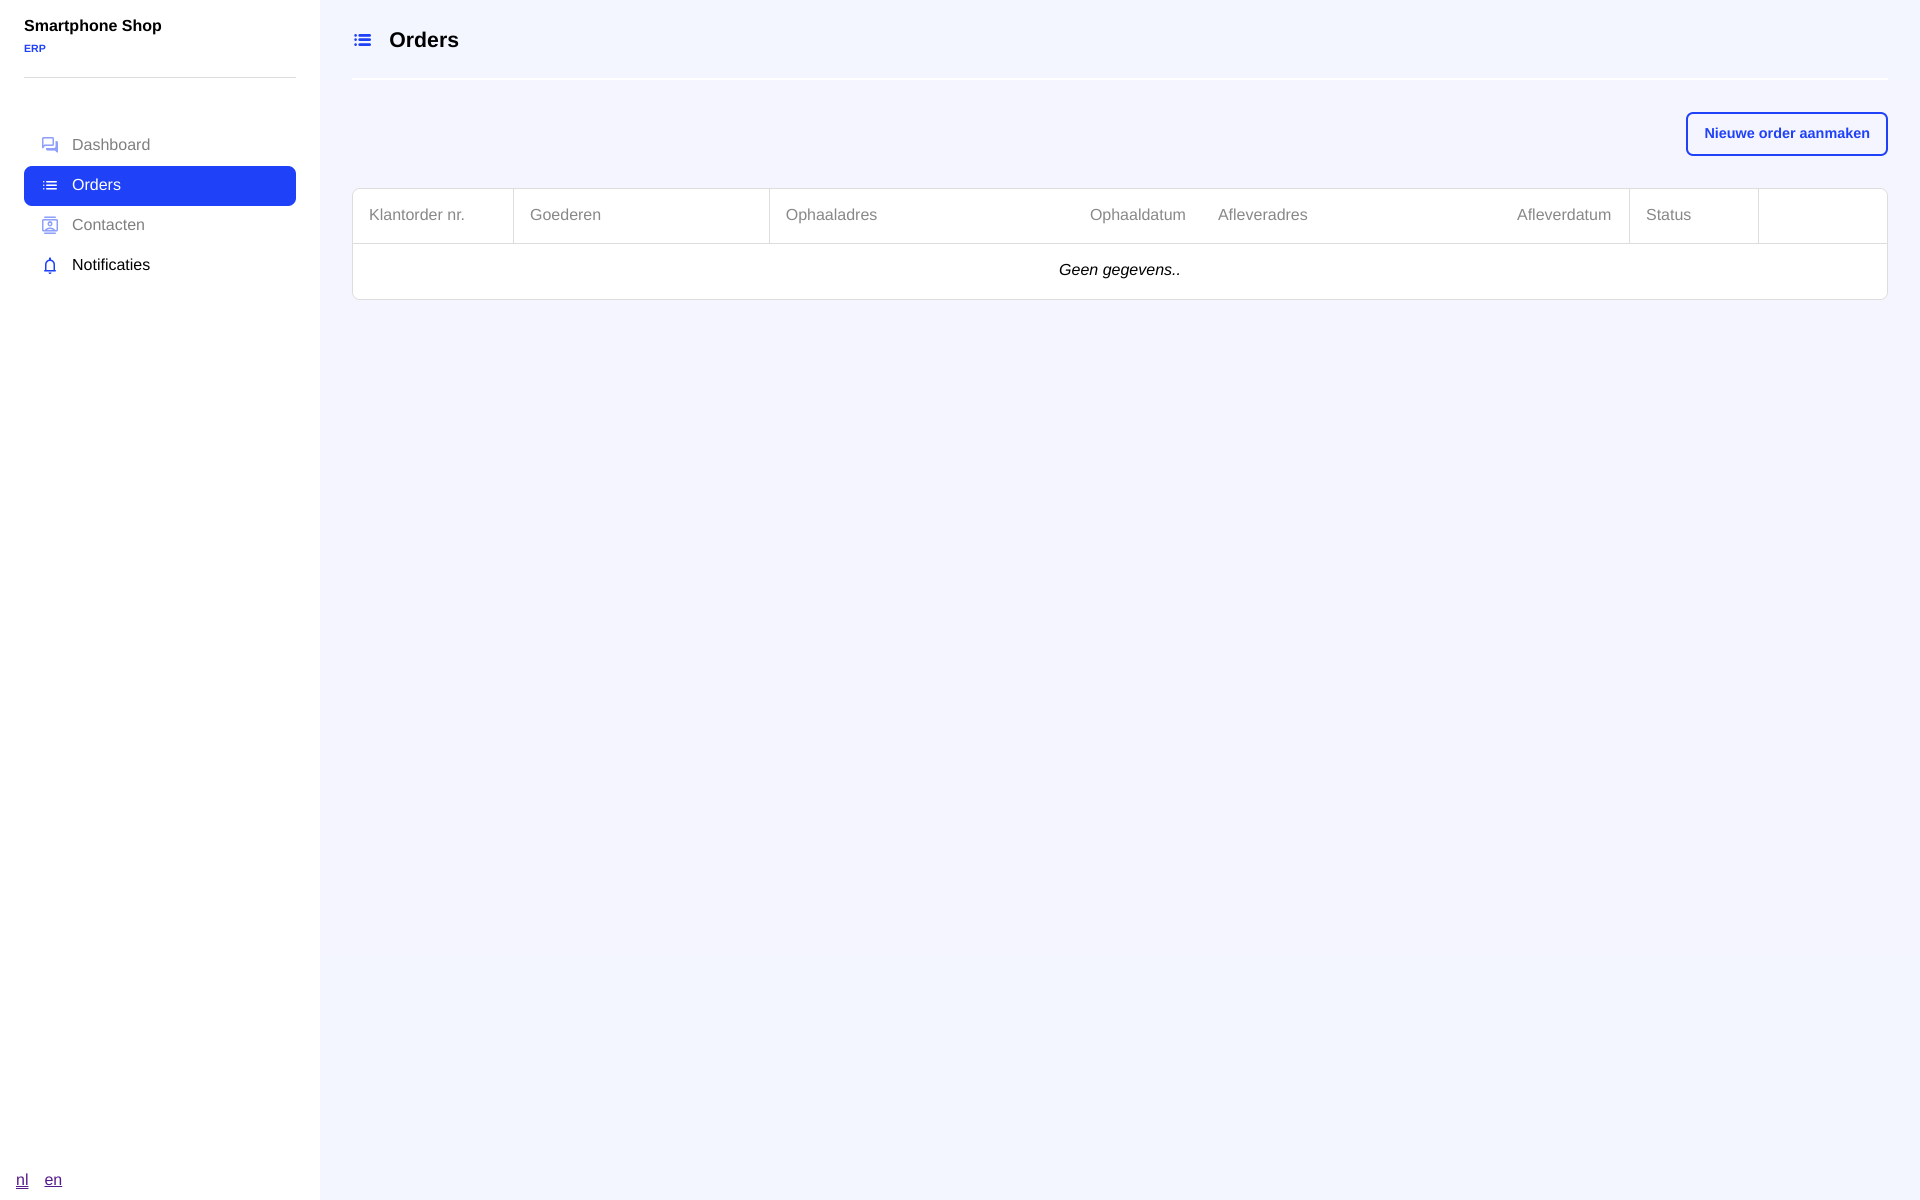 Smartphone Shop
ERP
Dashboard
Orders
Contacten
Notificaties
nl en
Orders
Nieuwe order aanmaken
Klantorder nr. Goederen Ophaaladres Ophaaldatum Afleveradres Afleverdatum Status
Geen gegevens..